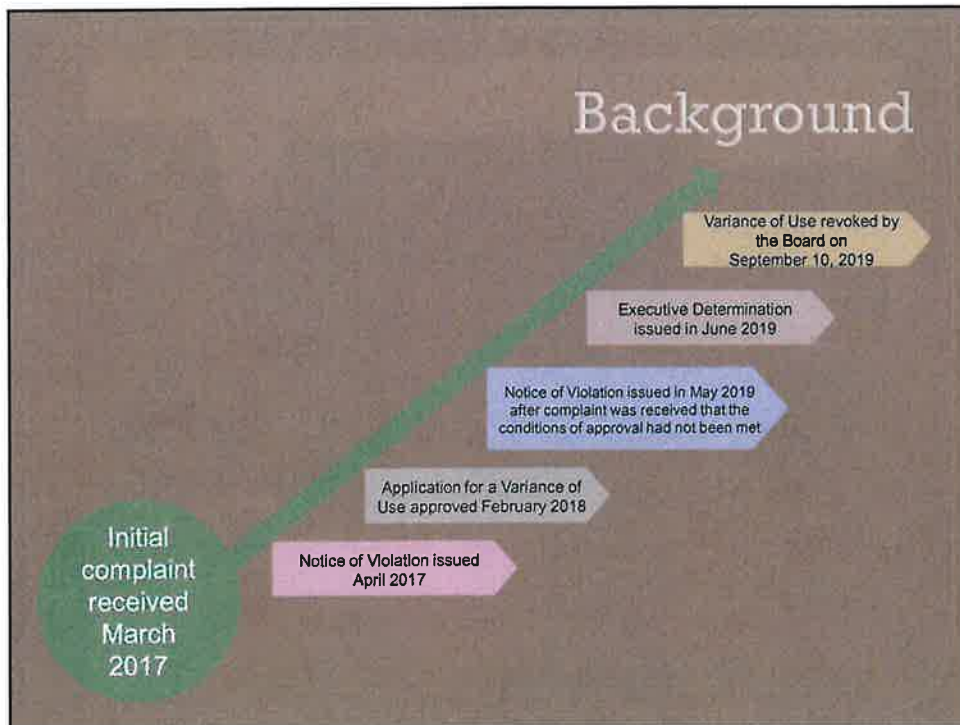 Background
Variance of Use revoked by
the Board on
September 10, 2019
Executive Determination
issued in June 2019
Notice of Violation issued in May 2019
after complaint was received that the
conditions of approval had not been met
Application for a Variance of
Use approved February 2018
Notice of Violation issued
April 2017
Initial
complaint
received
March
2017